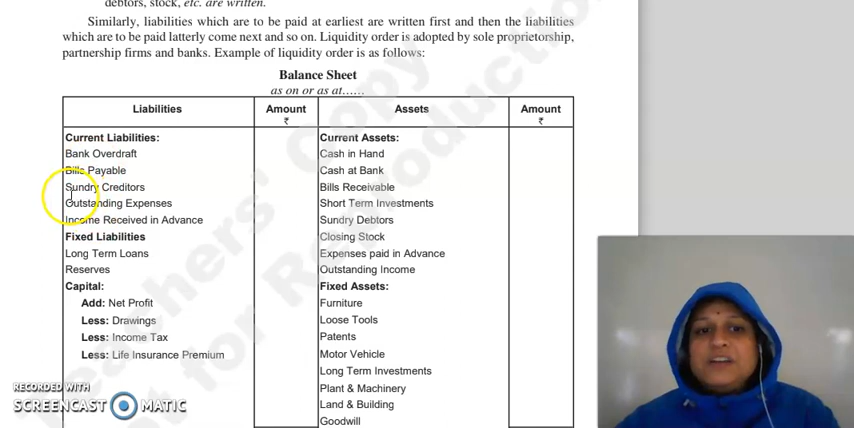 debtors, stock, etc. are written.
Similarly, liabilities which are to be paid at earliest are written first and then the liabilities
which are to be paid latterly come next and so on. Liquidity order is adopted by sole proprietorship,
partnership firms and banks. Example of liquidity order is as follows:
Balance Sheet
as on or as at......
Liabilities Amount ₹ Assets Amount ₹
Current Liabilities: Current Assets:
Bank Overdraft Cash in Hand
Bills Payable Cash at Bank
Sundry Creditors Bills Receivable
Outstanding Expenses Short Term Investments
Income Received in Advance Sundry Debtors
Fixed Liabilities Closing Stock
Long Term Loans Expenses paid in Advance
Reserves Outstanding Income
Capital: Fixed Assets:
Add: Net Profit Furniture
Less: Drawings Loose Tools
Less: Income Tax Patents
Less: Life Insurance Premium Motor Vehicle
Long Term Investments
Plant & Machinery
Land & Building
Goodwill
Teachers' Copy
Not for Reproduction
RECORDED WITH
SCREENCAST MATIC